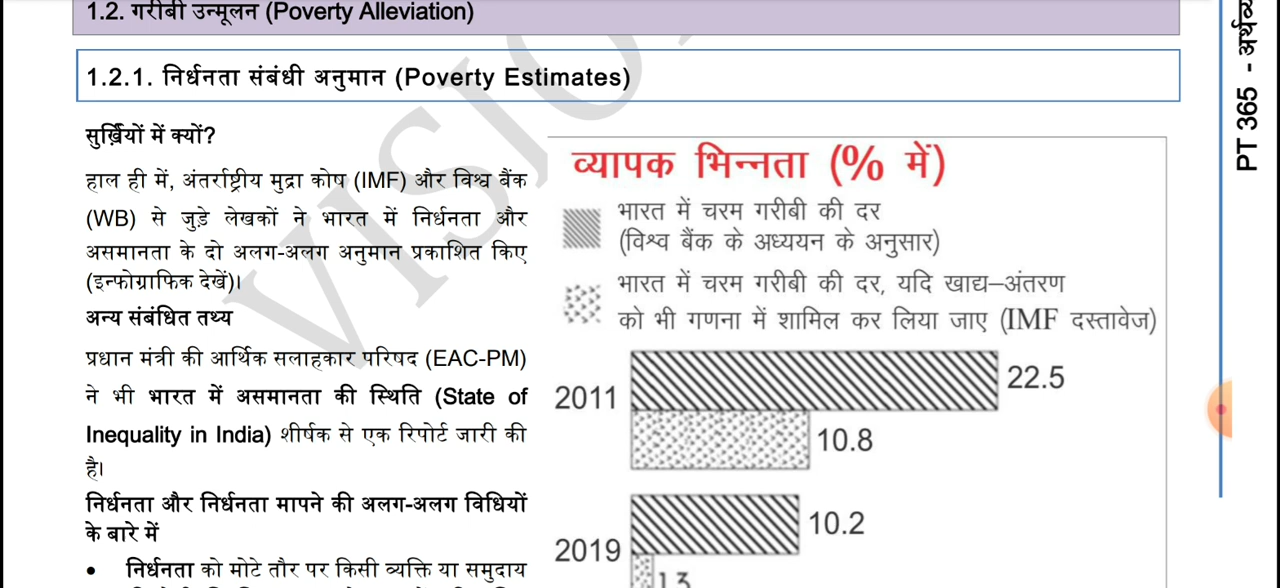 1.2. गरीबी उन्मूलन (Poverty Alleviation)
1.2.1. निर्धनता संबंधी अनुमान (Poverty Estimates)
सुर्ख़ियों में क्यों?
हाल ही में, अंतर्राष्ट्रीय मुद्रा कोष (IMF) और विश्व बैंक
(WB) से जुड़े लेखकों ने भारत में निर्धनता और
असमानता के दो अलग-अलग अनुमान प्रकाशित किए
(इन्फोग्राफिक देखें)।
अन्य संबंधित तथ्य
प्रधान मंत्री की आर्थिक सलाहकार परिषद (EAC-PM)
ने भी भारत में असमानता की स्थिति (State of
Inequality in India) शीर्षक से एक रिपोर्ट जारी की
है।
निर्धनता और निर्धनता मापने की अलग-अलग विधियों
के बारे में
• निर्धनता को मोटे तौर पर किसी व्यक्ति या समुदाय
व्यापक भिन्नता (% में)
भारत में चरम गरीबी की दर
(विश्व बैंक के अध्ययन के अनुसार)
भारत में चरम गरीबी की दर, यदि खाद्य–अंतरण
को भी गणना में शामिल कर लिया जाए (IMF दस्तावेज)
2011
22.5
10.8
2019
10.2
1.3
PT 365 - अर्थव्य
VISIO